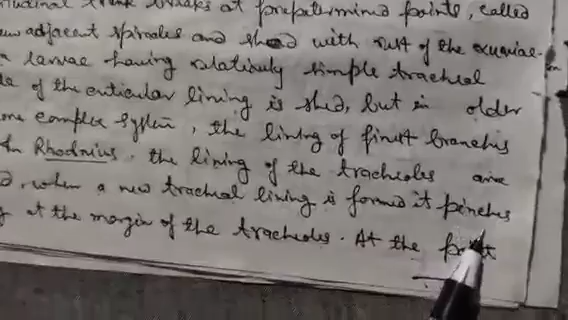 trunk breaks at predetermined points, called
adjacent spiracles and shed with rest of the exuviae.
larvae having relatively simple tracheal
of the cuticular lining is shed, but in older
complex system, the lining of finest branches
In Rhodnius, the lining of the tracheoles are
when a new tracheal lining is formed it pinches
at the margin of the tracheoles. At the